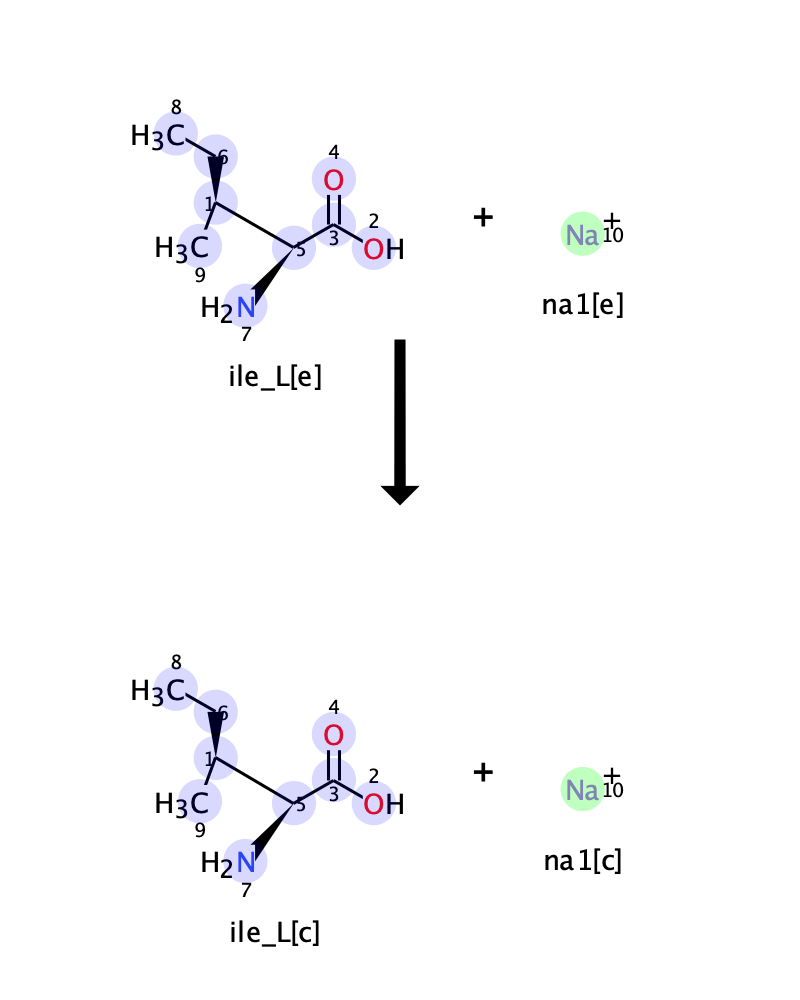 8
H3C
6
4
O
1
2
H3C
3
OH
5
9
H2N
7
+
Na+
10
na1[e]
ile_L[e]
8
H3C
6
4
O
1
2
H3C
3
OH
5
9
H2N
7
+
Na+
10
na1[c]
ile_L[c]